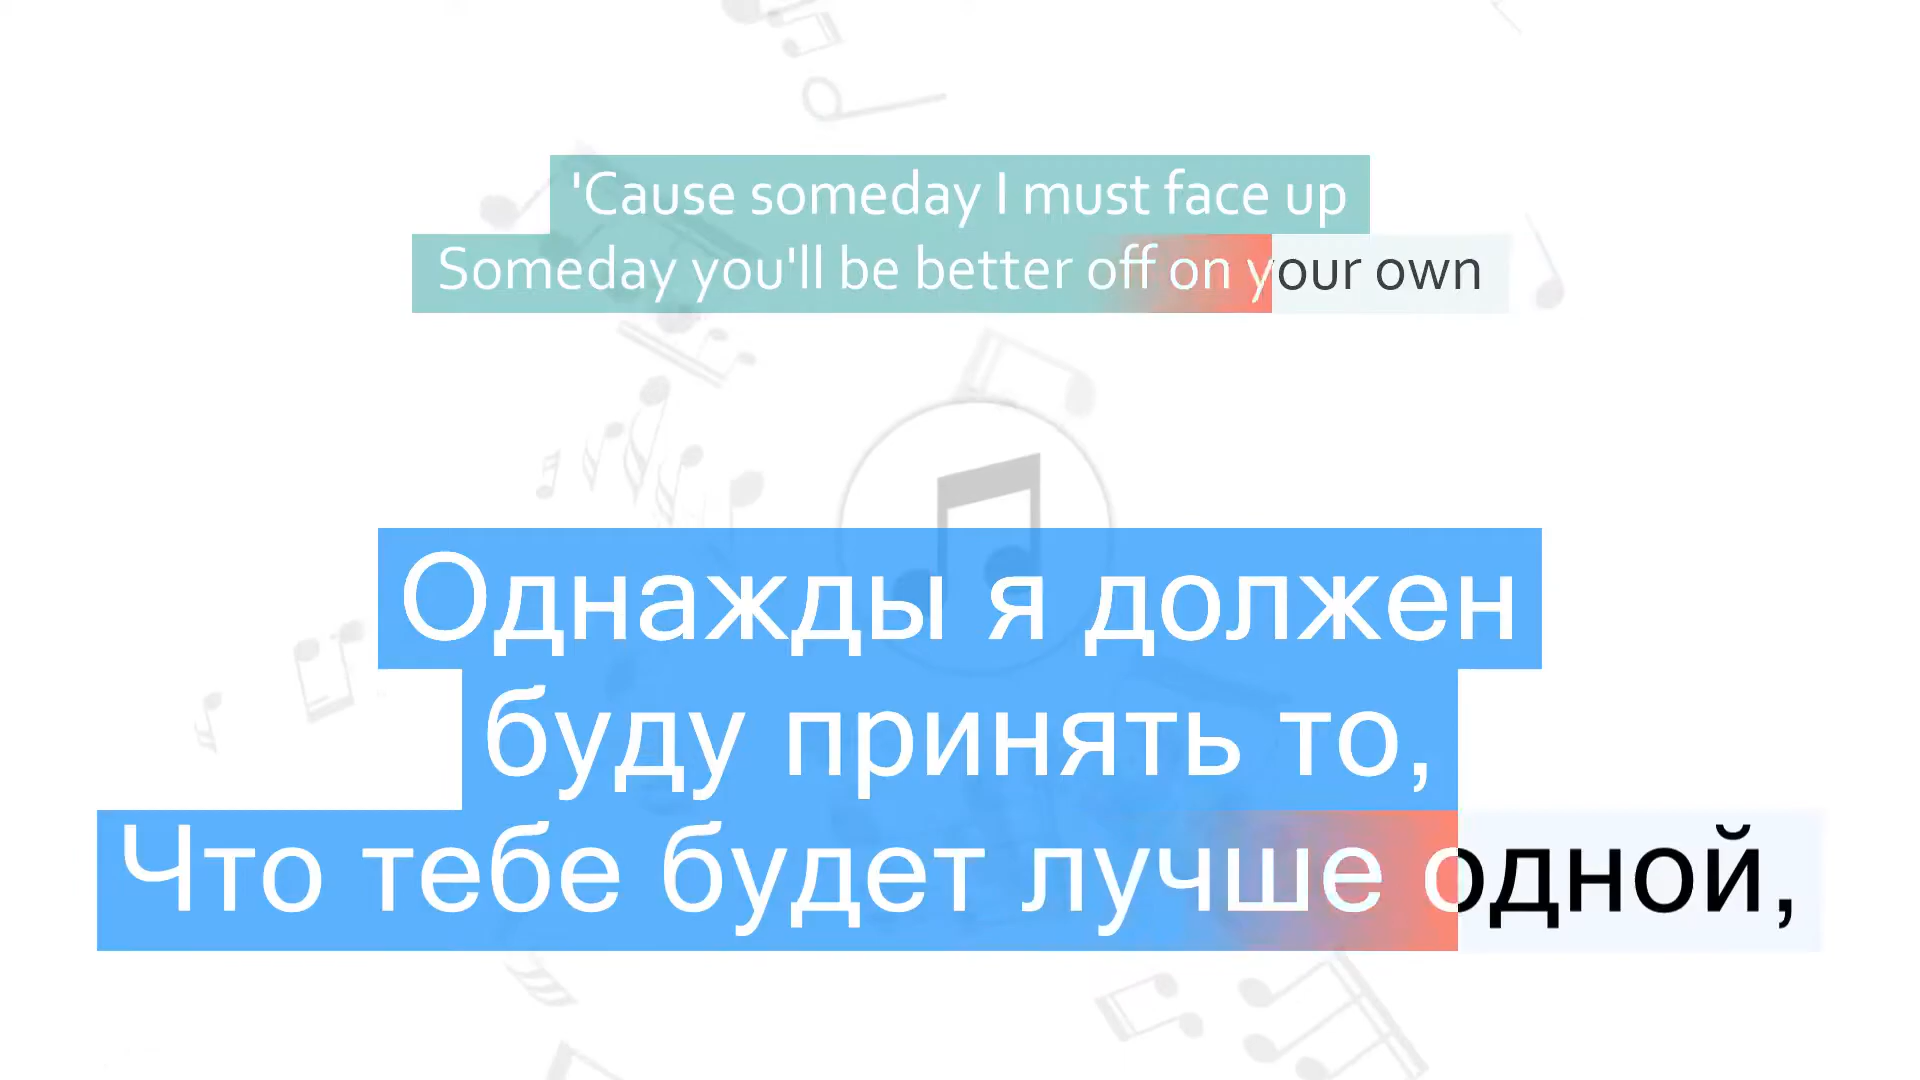 'Cause someday I must face up
Someday you'll be better off on your own
Однажды я должен
буду принять то,
Что тебе будет лучше одной,